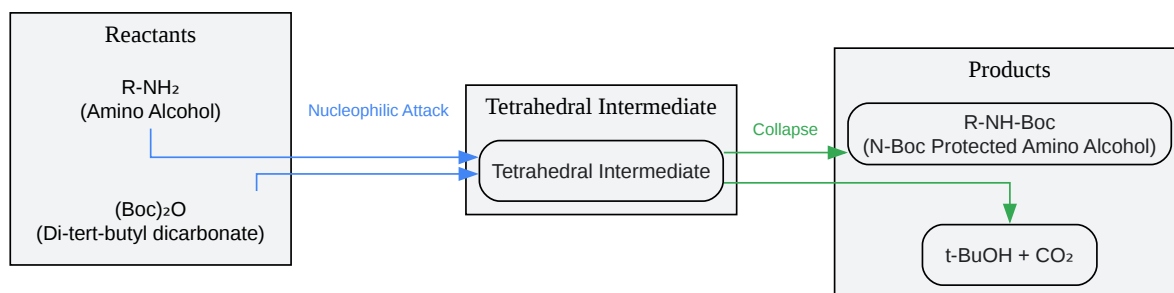 Reactants
R-NH₂
(Amino Alcohol)
(Boc)₂O
(Di-tert-butyl dicarbonate)
Nucleophilic Attack
Tetrahedral Intermediate
Tetrahedral Intermediate
Collapse
Products
R-NH-Boc
(N-Boc Protected Amino Alcohol)
t-BuOH + CO₂